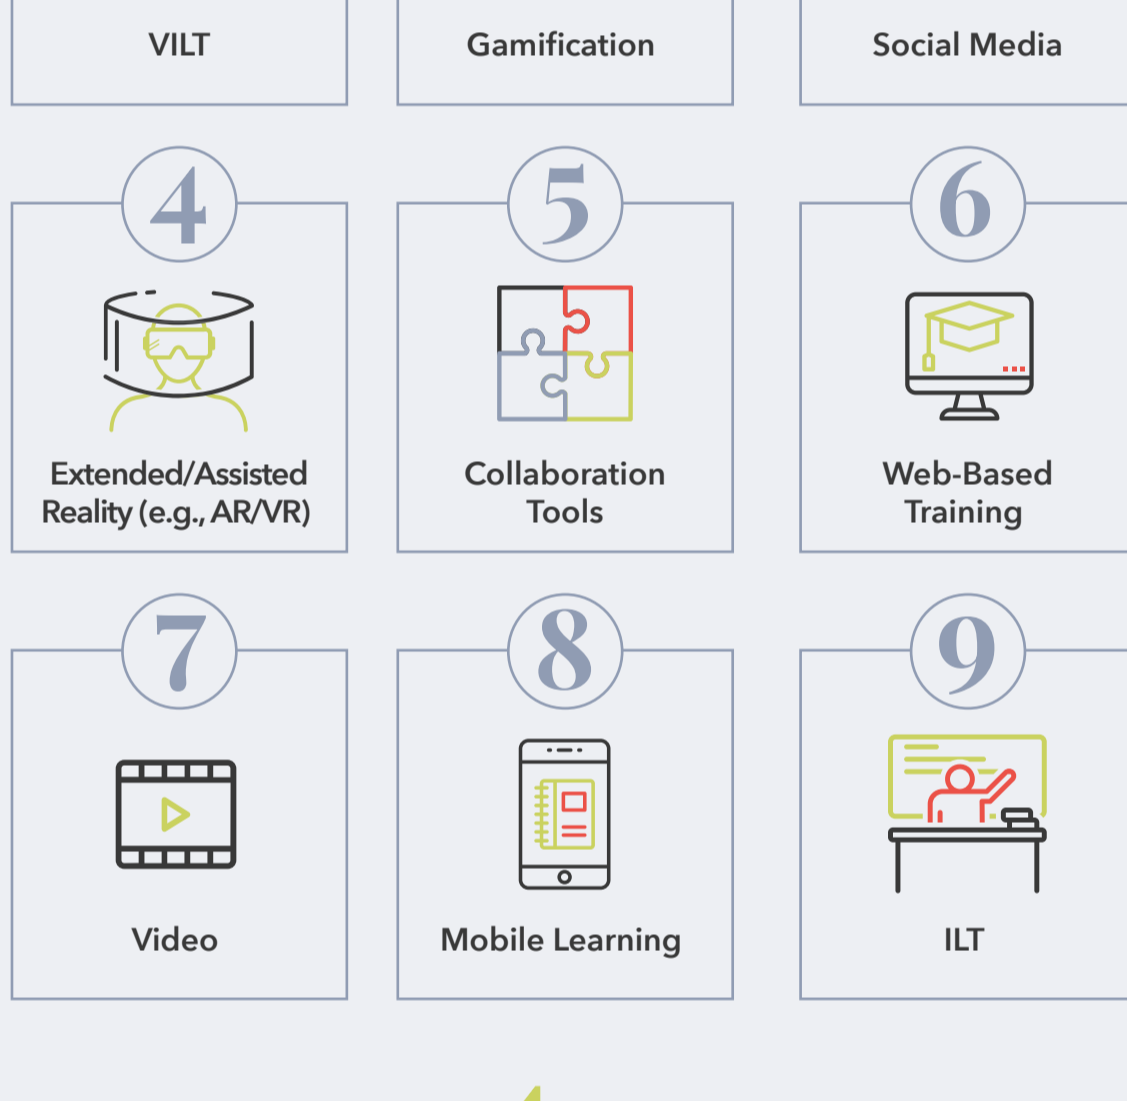 VILT
Gamification
Social Media
4
5
6
Extended/Assisted
Reality (e.g., AR/VR)
Collaboration
Tools
Web-Based
Training
7
8
9
Video
Mobile Learning
ILT